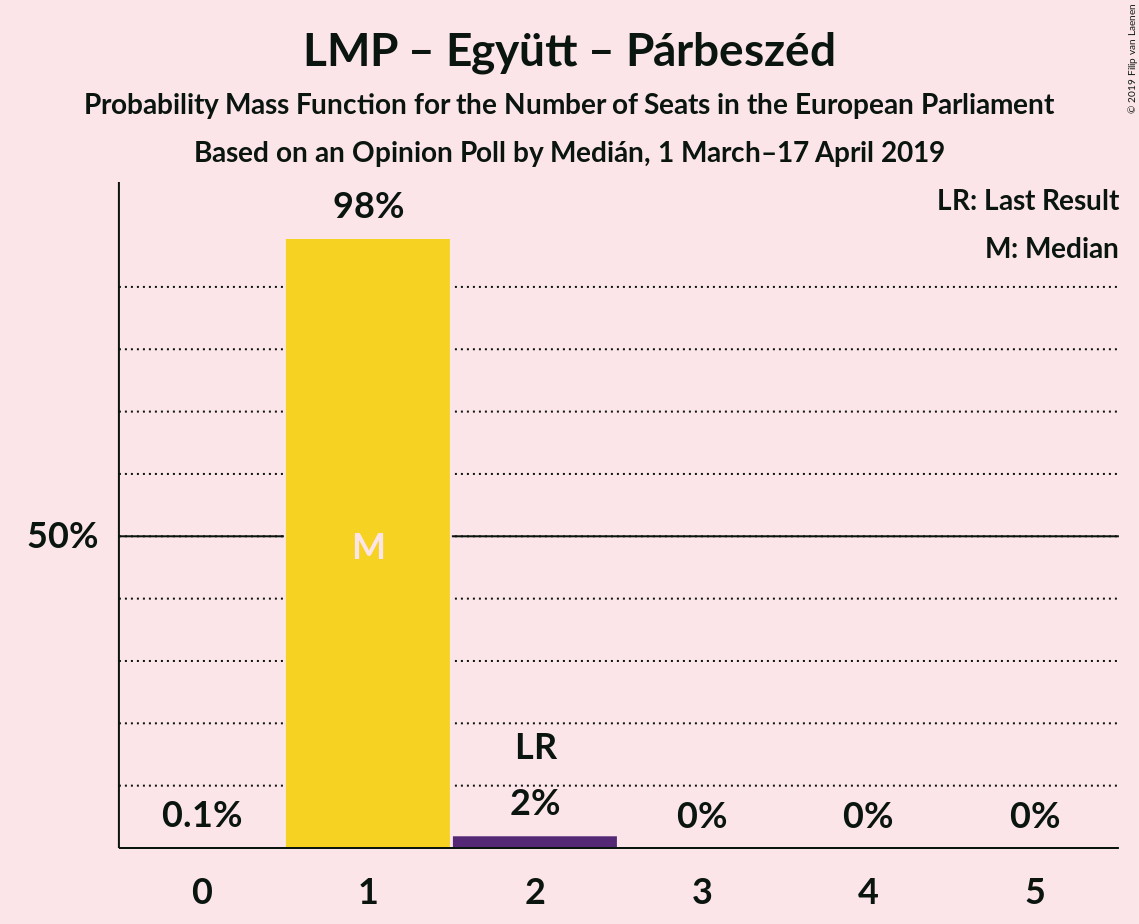 LMP – Együtt – Párbeszéd
Probability Mass Function for the Number of Seats in the European Parliament
Based on an Opinion Poll by Medián, 1 March–17 April 2019
© 2019 Filip van Laenen
LR: Last Result
M: Median
98%
50%
M
LR
0.1%
2%
0%
0%
0%
0
1
2
3
4
5